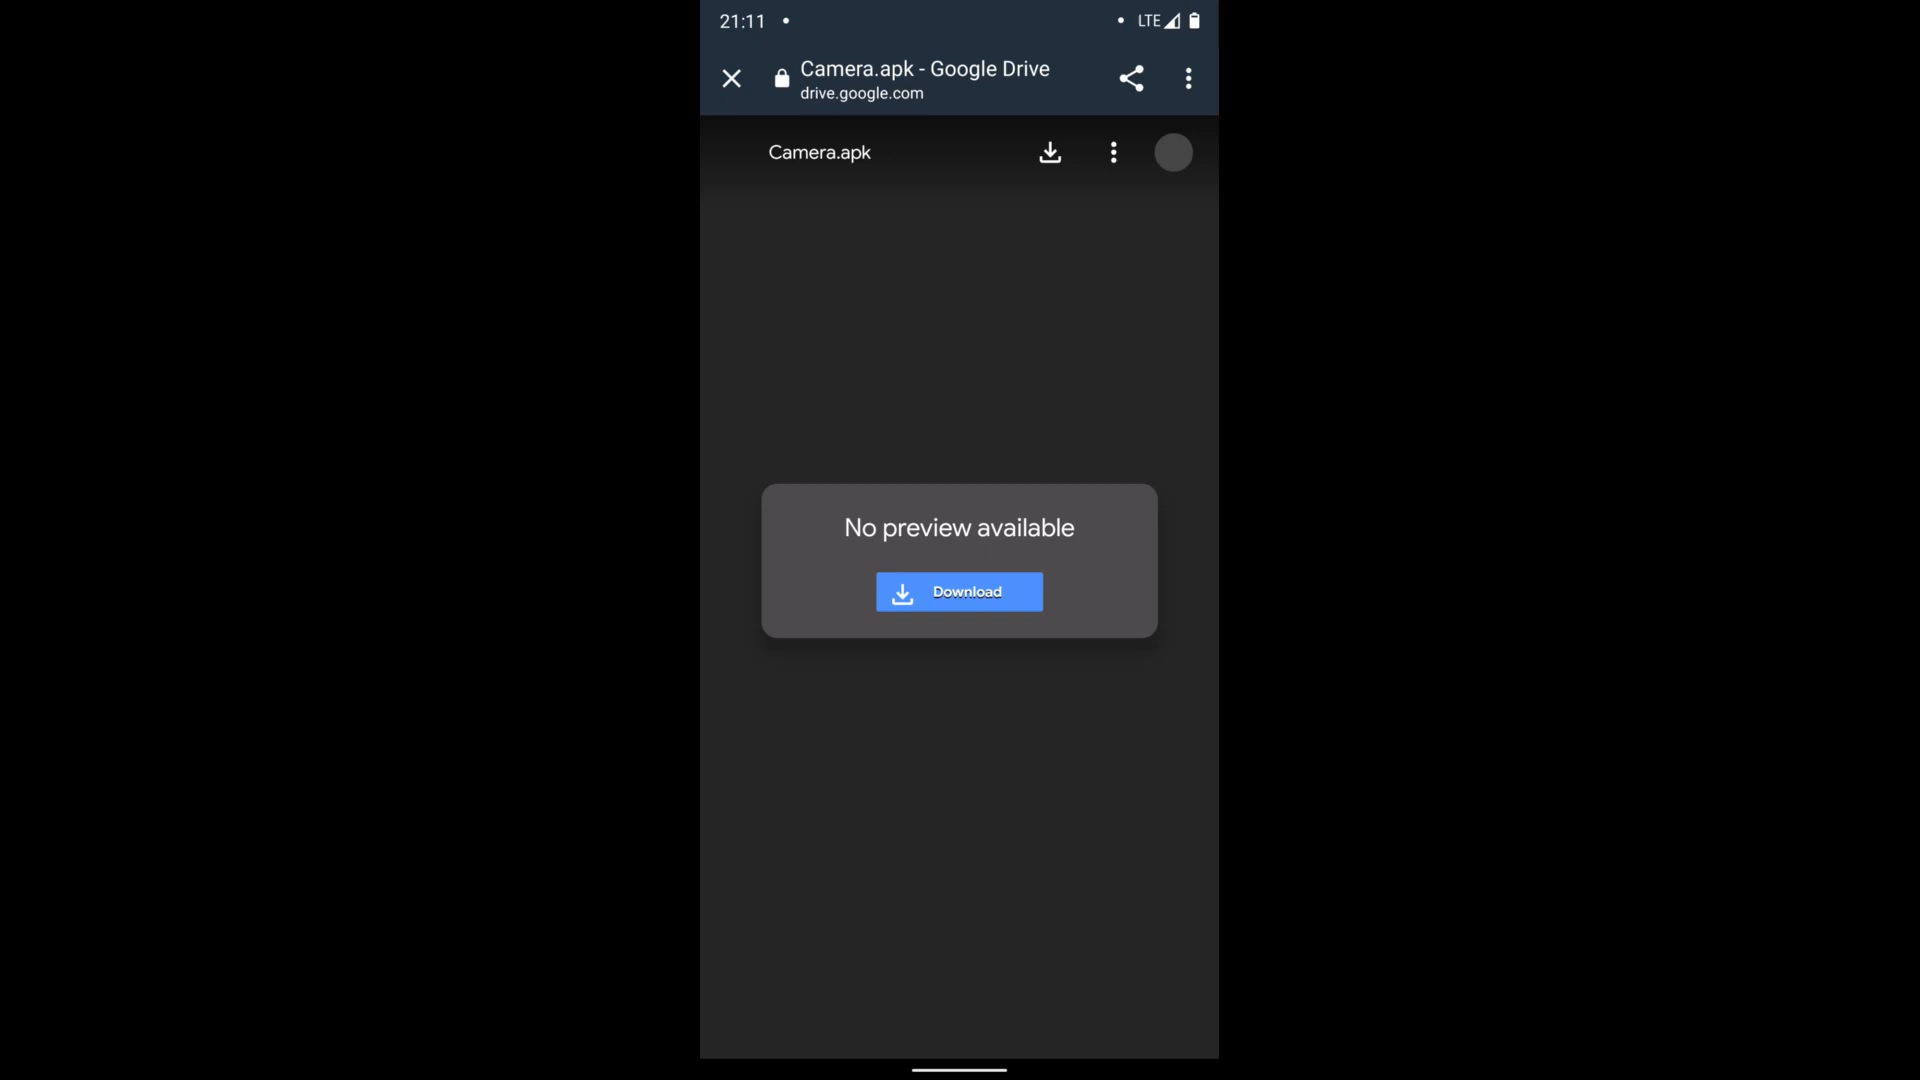 21:11
LTE
Camera.apk - Google Drive
drive.google.com
Camera.apk
No preview available
Download